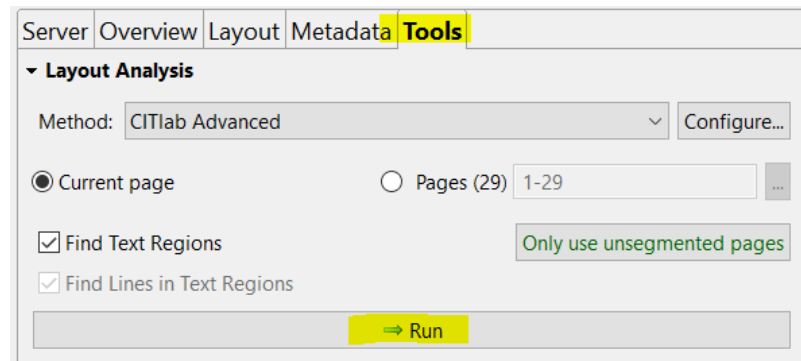 Server Overview Layout Metadata Tools
Layout Analysis
Method: CITlab Advanced Configure...
Current page Pages (29) 1-29 ...
Find Text Regions Only use unsegmented pages
Find Lines in Text Regions
⇒ Run